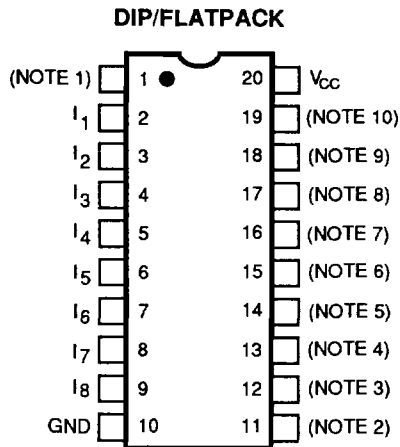 DIP/FLATPACK
(NOTE 1) 1 20 VCC
I1 2 19 (NOTE 10)
I2 3 18 (NOTE 9)
I3 4 17 (NOTE 8)
I4 5 16 (NOTE 7)
I5 6 15 (NOTE 6)
I6 7 14 (NOTE 5)
I7 8 13 (NOTE 4)
I8 9 12 (NOTE 3)
GND 10 11 (NOTE 2)